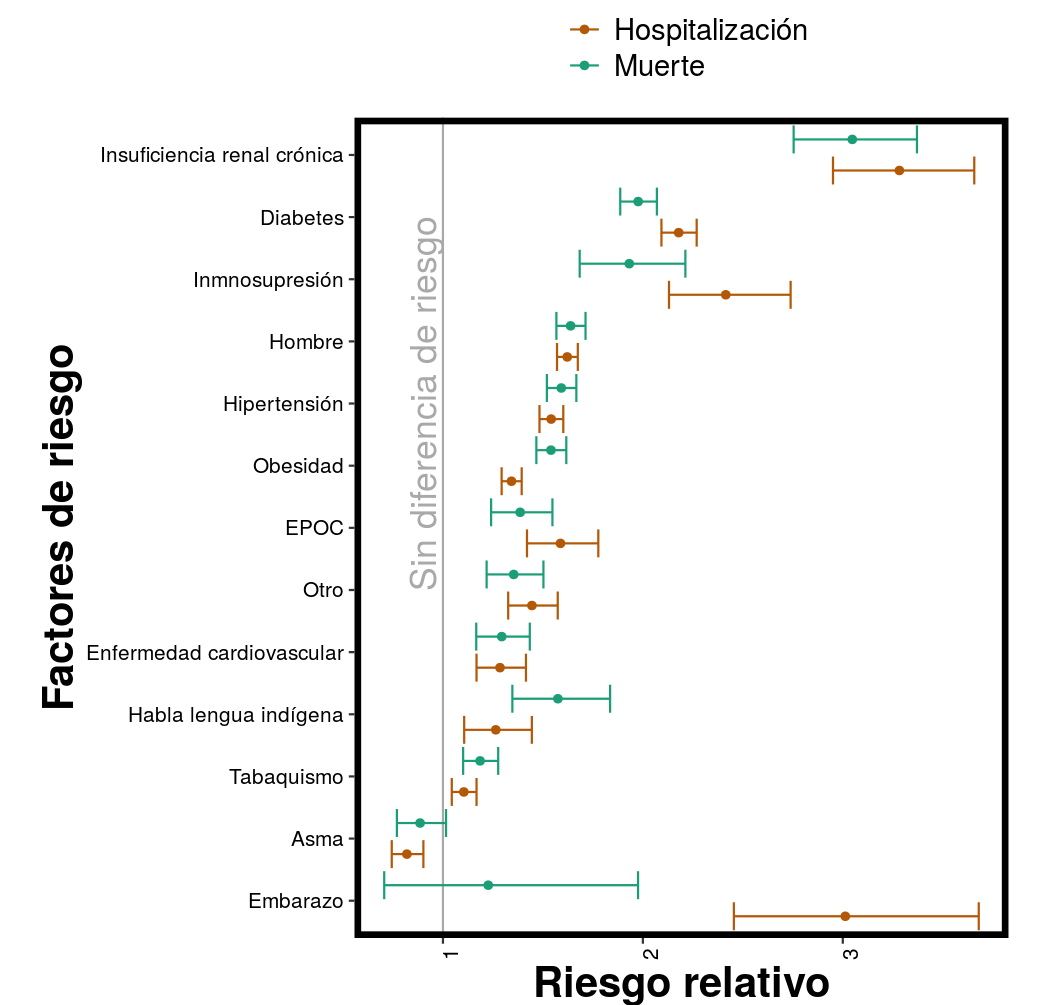 Hospitalización
Muerte
Factores de riesgo
Insuficiencia renal crónica
Diabetes
Inmnosupresión
Hombre
Hipertensión
Obesidad
EPOC
Otro
Enfermedad cardiovascular
Habla lengua indígena
Tabaquismo
Asma
Embarazo
Sin diferencia de riesgo
1
2
3
Riesgo relativo